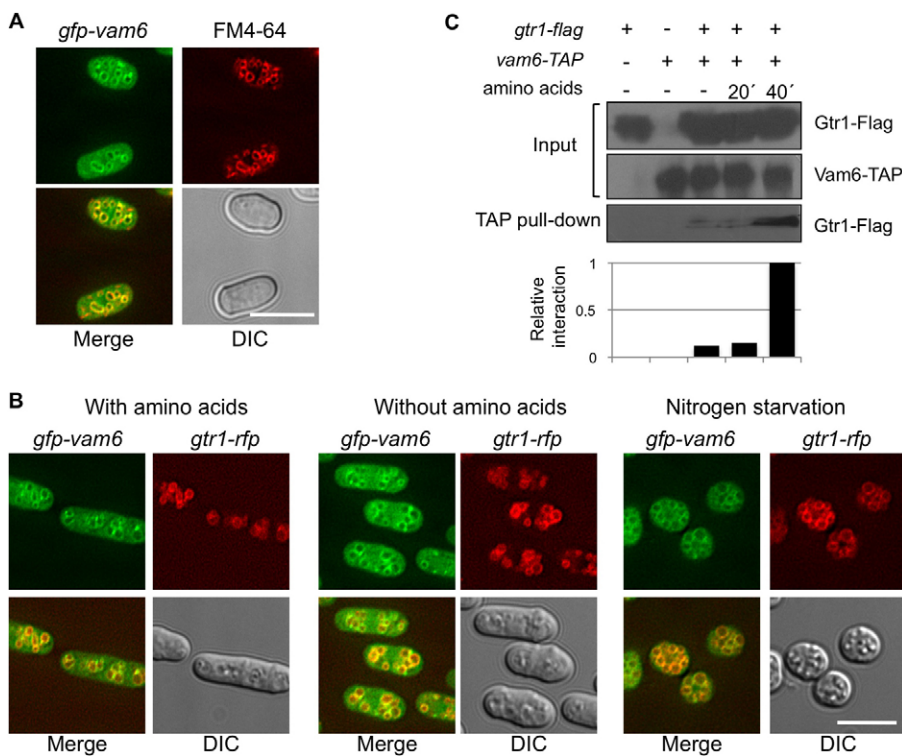 A
gfp-vam6 FM4-64
Merge DIC
C
gtr1-flag + - + + +
vam6-TAP - + + + +
amino acids - - - 20´ 40´
Input
Gtr1-Flag
Vam6-TAP
TAP pull-down Gtr1-Flag
Relative interaction
1
0.5
0
B
With amino acids Without amino acids Nitrogen starvation
gfp-vam6 gtr1-rfp gfp-vam6 gtr1-rfp gfp-vam6 gtr1-rfp
Merge DIC Merge DIC Merge DIC